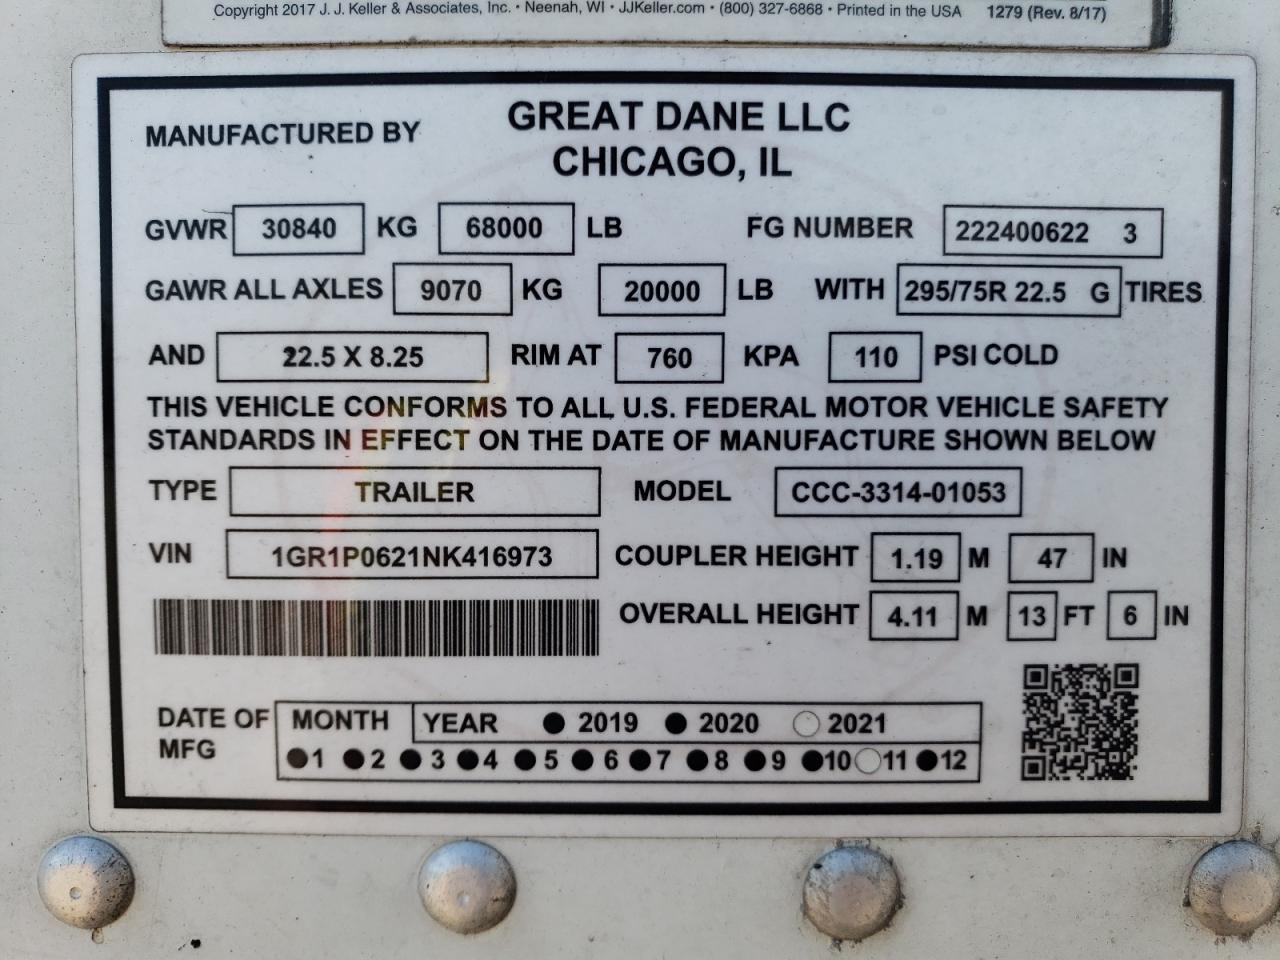 Copyright 2017 J. J. Keller & Associates, Inc. • Neenah, WI • JJKeller.com • (800) 327-6868 • Printed in the USA 1279 (Rev. 8/17)
MANUFACTURED BY GREAT DANE LLC
CHICAGO, IL
GVWR 30840 KG 68000 LB FG NUMBER 222400622 3
GAWR ALL AXLES 9070 KG 20000 LB WITH 295/75R 22.5 G TIRES
AND 22.5 X 8.25 RIM AT 760 KPA 110 PSI COLD
THIS VEHICLE CONFORMS TO ALL U.S. FEDERAL MOTOR VEHICLE SAFETY
STANDARDS IN EFFECT ON THE DATE OF MANUFACTURE SHOWN BELOW
TYPE TRAILER MODEL CCC-3314-01053
VIN 1GR1P0621NK416973 COUPLER HEIGHT 1.19 M 47 IN
OVERALL HEIGHT 4.11 M 13 FT 6 IN
DATE OF MFG MONTH YEAR 2019 2020 2021
1 2 3 4 5 6 7 8 9 10 11 12